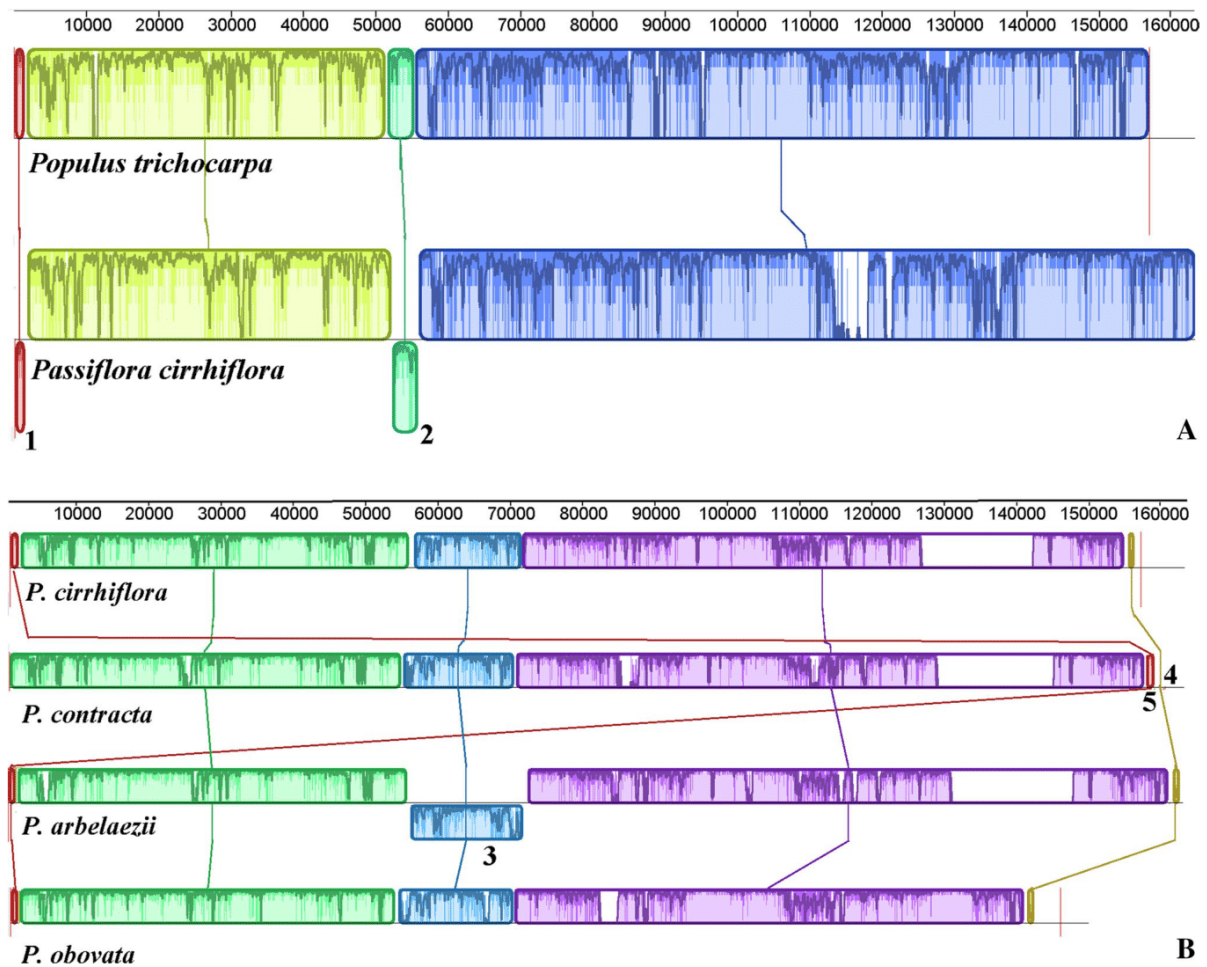 10000 20000 30000 40000 50000 60000 70000 80000 90000 100000 110000 120000 130000 140000 150000 160000
Populus trichocarpa
Passiflora cirrhiflora
1 2 A
10000 20000 30000 40000 50000 60000 70000 80000 90000 100000 110000 120000 130000 140000 150000 160000
P. cirrhiflora
4
5
P. contracta
P. arbelaezii
3
P. obovata
B